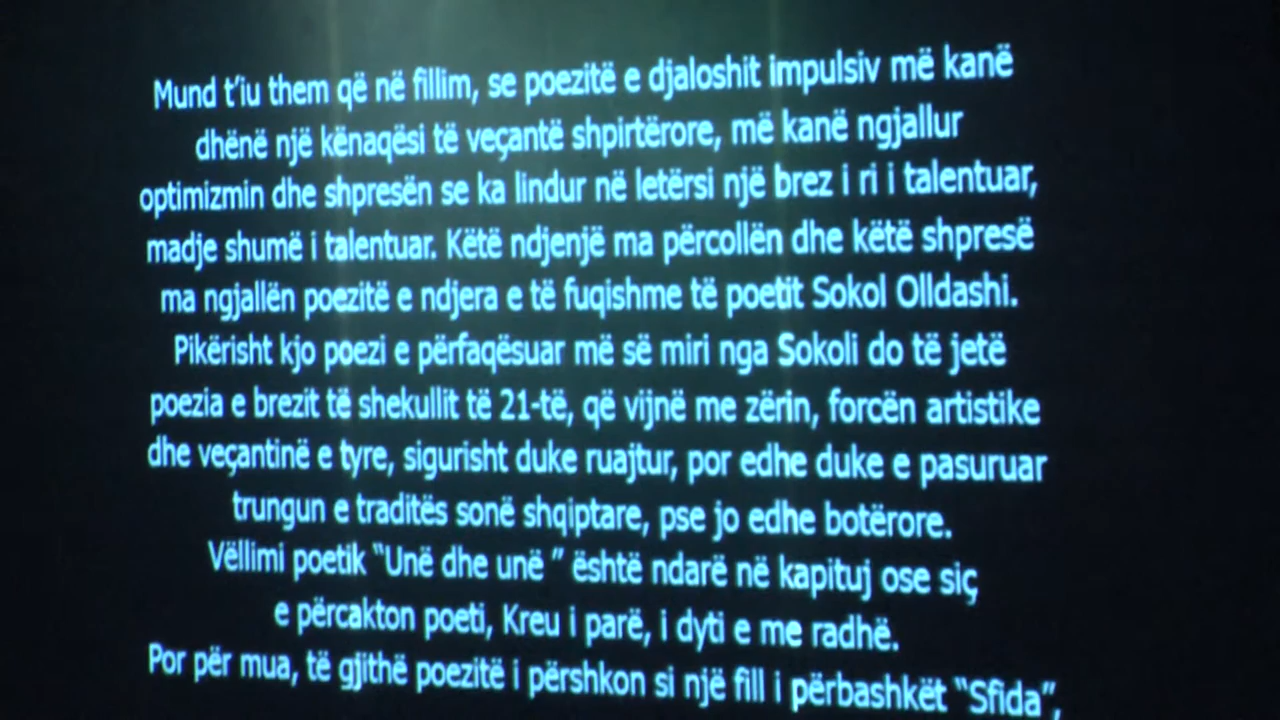 Mund t'iu them që në fillim, se poezitë e djaloshit impulsiv më kanë
dhënë një kënaqësi të veçantë shpirtërore, më kanë ngjallur
optimizmin dhe shpresën se ka lindur në letërsi një brez i ri i talentuar,
madje shumë i talentuar. Këtë ndjenjë ma përcollën dhe këtë shpresë
ma ngjallën poezitë e ndjera e të fuqishme të poetit Sokol Olldashi.
Pikërisht kjo poezi e përfaqësuar më së miri nga Sokoli do të jetë
poezia e brezit të shekullit të 21-të, që vijnë me zërin, forcën artistike
dhe veçantinë e tyre, sigurisht duke ruajtur, por edhe duke e pasuruar
trungun e traditës sonë shqiptare, pse jo edhe botërore.
Vëllimi poetik “Unë dhe unë ” është ndarë në kapituj ose siç
e përcakton poeti, Kreu i parë, i dyti e me radhë.
Por për mua, të gjithë poezitë i përshkon si një fill i përbashkët “Sfida”,